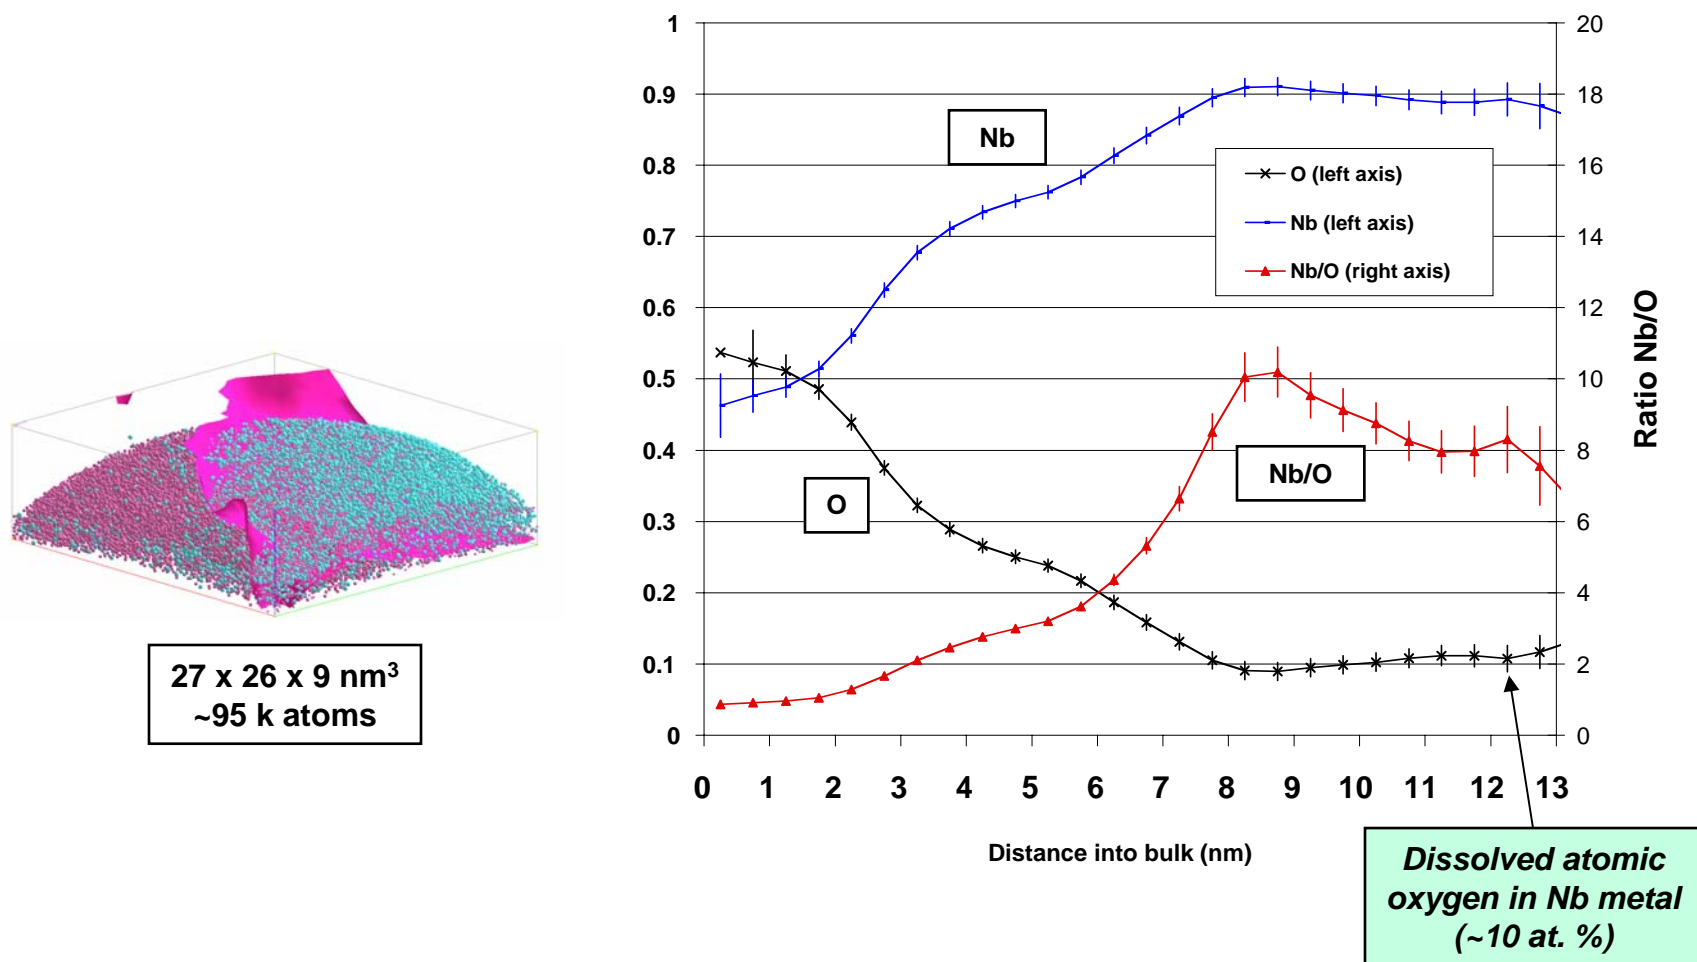 27 x 26 x 9 nm³
~95 k atoms
1
0.9
0.8
0.7
0.6
0.5
0.4
0.3
0.2
0.1
0
Nb
O
Nb/O
O (left axis)
Nb (left axis)
Nb/O (right axis)
20
18
16
14
12
10
8
6
4
2
0
Ratio Nb/O
0 1 2 3 4 5 6 7 8 9 10 11 12 13
Distance into bulk (nm)
Dissolved atomic
oxygen in Nb metal
(~10 at. %)